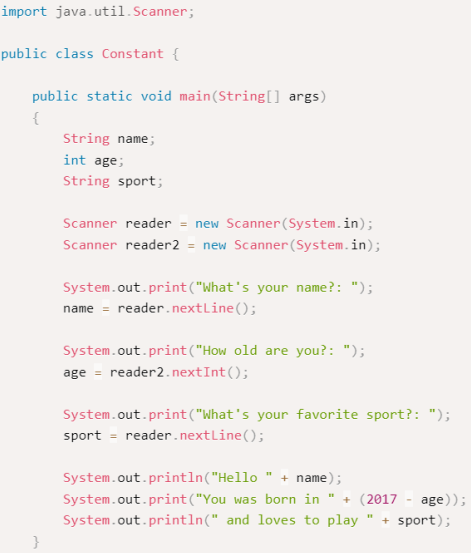 import java.util.Scanner;
public class Constant {
public static void main(String[] args)
{
String name;
int age;
String sport;
Scanner reader = new Scanner(System.in);
Scanner reader2 = new Scanner(System.in);
System.out.print("What's your name?: ");
name = reader.nextLine();
System.out.print("How old are you?: ");
age = reader2.nextInt();
System.out.print("What's your favorite sport?: ");
sport = reader.nextLine();
System.out.println("Hello " + name);
System.out.print("You was born in " + (2017 - age));
System.out.println(" and loves to play " + sport);
}